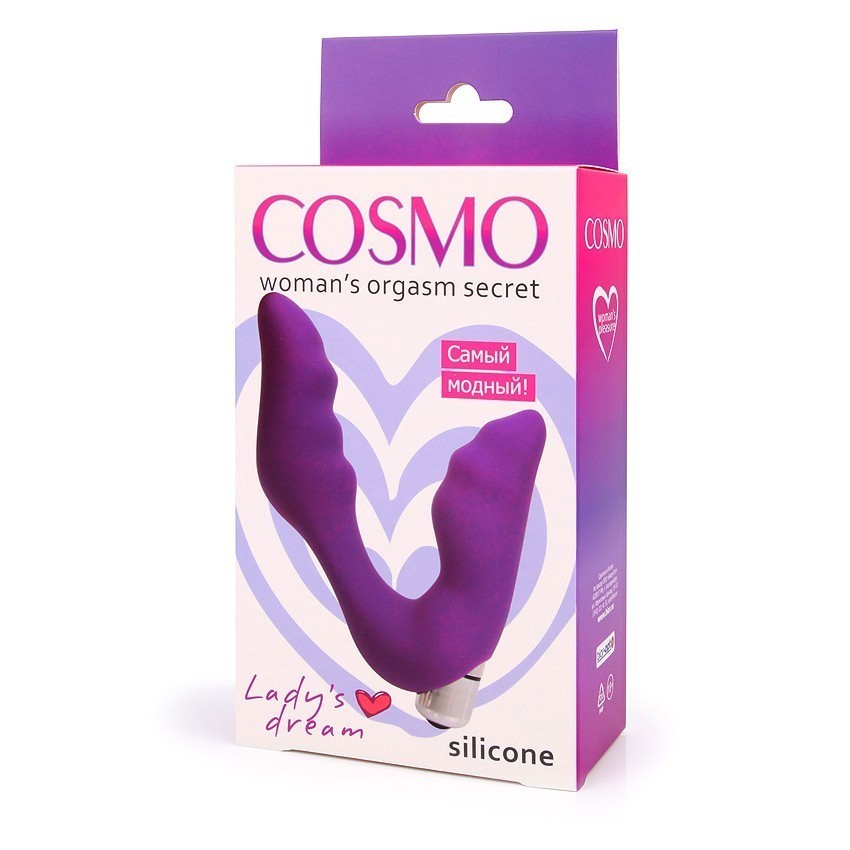 COSMO
woman's orgasm secret
Самый
модный!
Lady's
dream
silicone
COSMO
woman's
pleasure